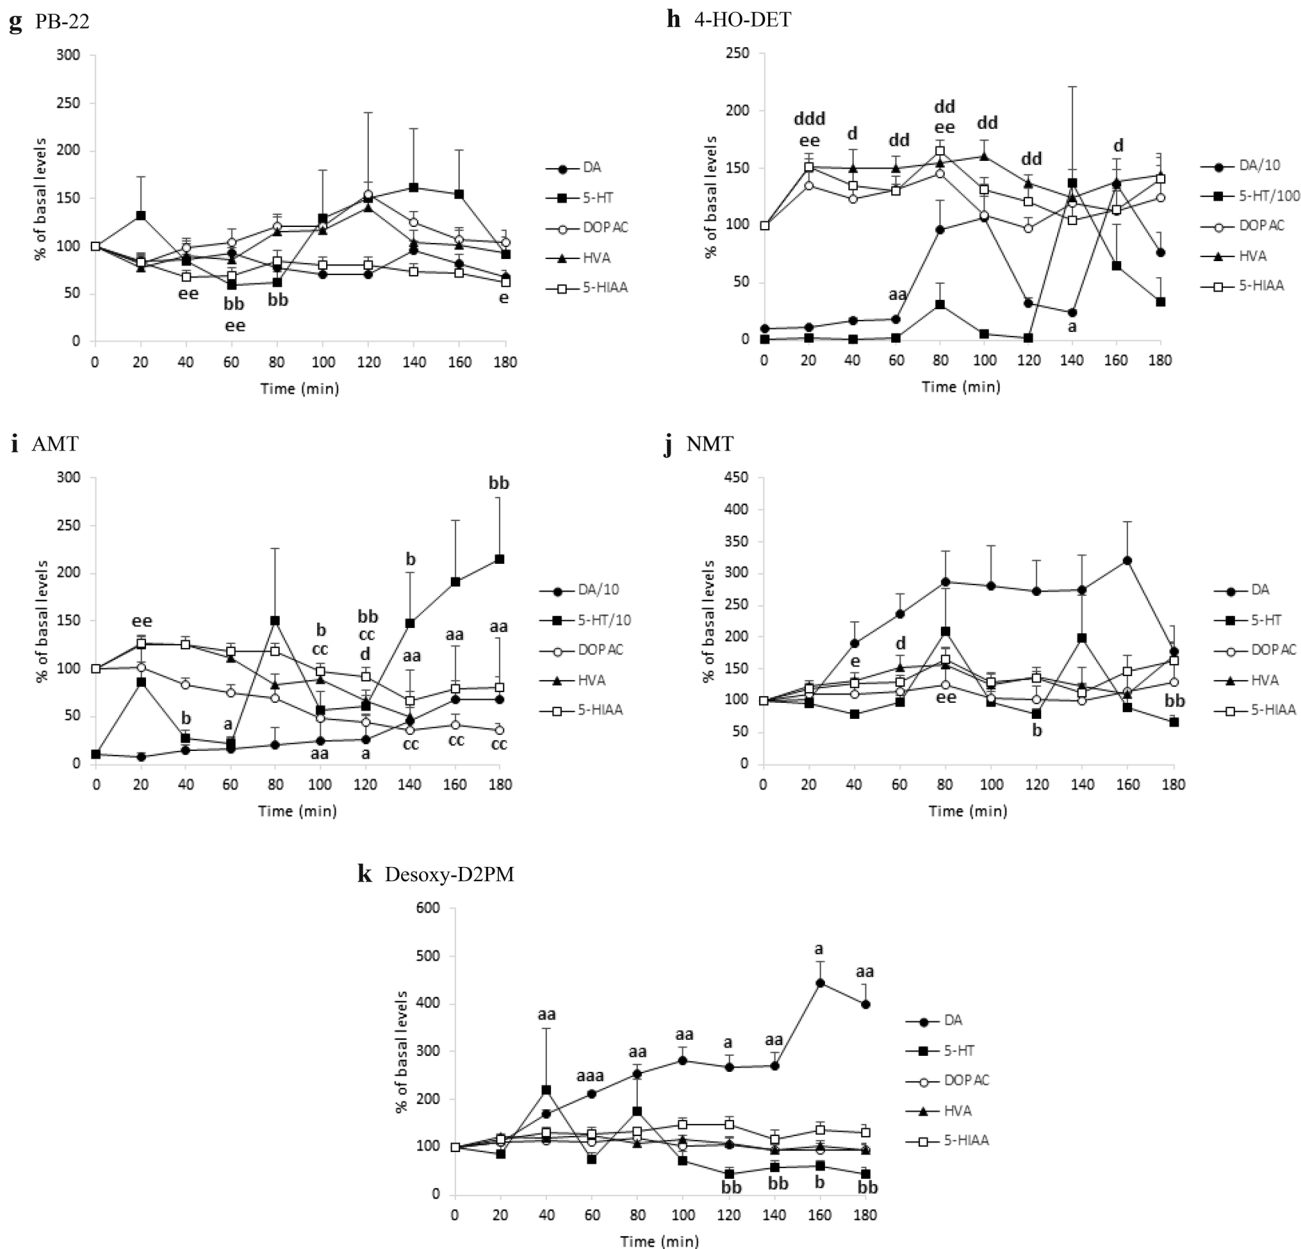 g PB-22
300
250
200
150
100
50
0
% of basal levels
ee
bb
ee
bb
e
0 20 40 60 80 100 120 140 160 180
Time (min)
DA
5-HT
DOPAC
HVA
5-HIAA
h 4-HO-DET
250
200
150
100
50
0
% of basal levels
ddd
ee
d
dd
dd
ee
dd
dd
d
aa
a
0 20 40 60 80 100 120 140 160 180
Time (min)
DA/10
5-HT/100
DOPAC
HVA
5-HIAA
i AMT
300
250
200
150
100
50
0
% of basal levels
ee
b
a
b
cc
aa
bb
cc
d
a
b
aa
cc
aa
cc
bb
aa
cc
0 20 40 60 80 100 120 140 160 180
Time (min)
DA/10
5-HT/10
DOPAC
HVA
5-HIAA
j NMT
450
400
350
300
250
200
150
100
50
0
% of basal levels
e
d
ee
b
bb
0 20 40 60 80 100 120 140 160 180
Time (min)
DA
5-HT
DOPAC
HVA
5-HIAA
k Desoxy-D2PM
600
500
400
300
200
100
0
% of basal levels
aa
aaa
aa
aa
a
aa
a
aa
bb
bb
b
bb
0 20 40 60 80 100 120 140 160 180
Time (min)
DA
5-HT
DOPAC
HVA
5-HIAA